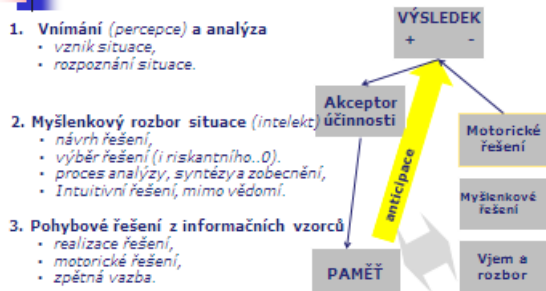 1. Vnímání (percepce) a analýza
• vznik situace,
• rozpoznání situace.
2. Myšlenkový rozbor situace (intelekt)
• návrh řešení,
• výběr řešení (i riskantního..0).
• proces analýzy, syntézy a zobecnění,
• Intuitivní řešení, mimo vědomí.
3. Pohybové řešení z informačních vzorců
• realizace řešení,
• motorické řešení,
• zpětná vazba.
VÝSLEDEK
+ -
Akceptor
účinnosti
Motorické
řešení
anticipace
Myšlenkové
řešení
PAMĚŤ
Vjem a
rozbor